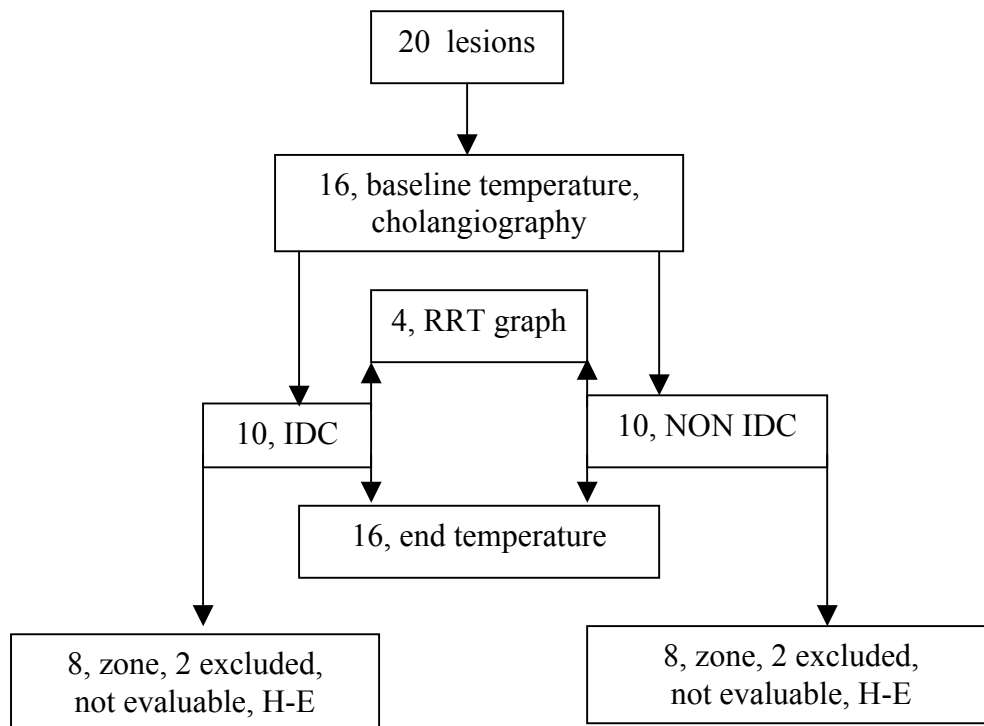 20 lesions
16, baseline temperature,
cholangiography
4, RRT graph
10, IDC
10, NON IDC
16, end temperature
8, zone, 2 excluded,
not evaluable, H-E
8, zone, 2 excluded,
not evaluable, H-E